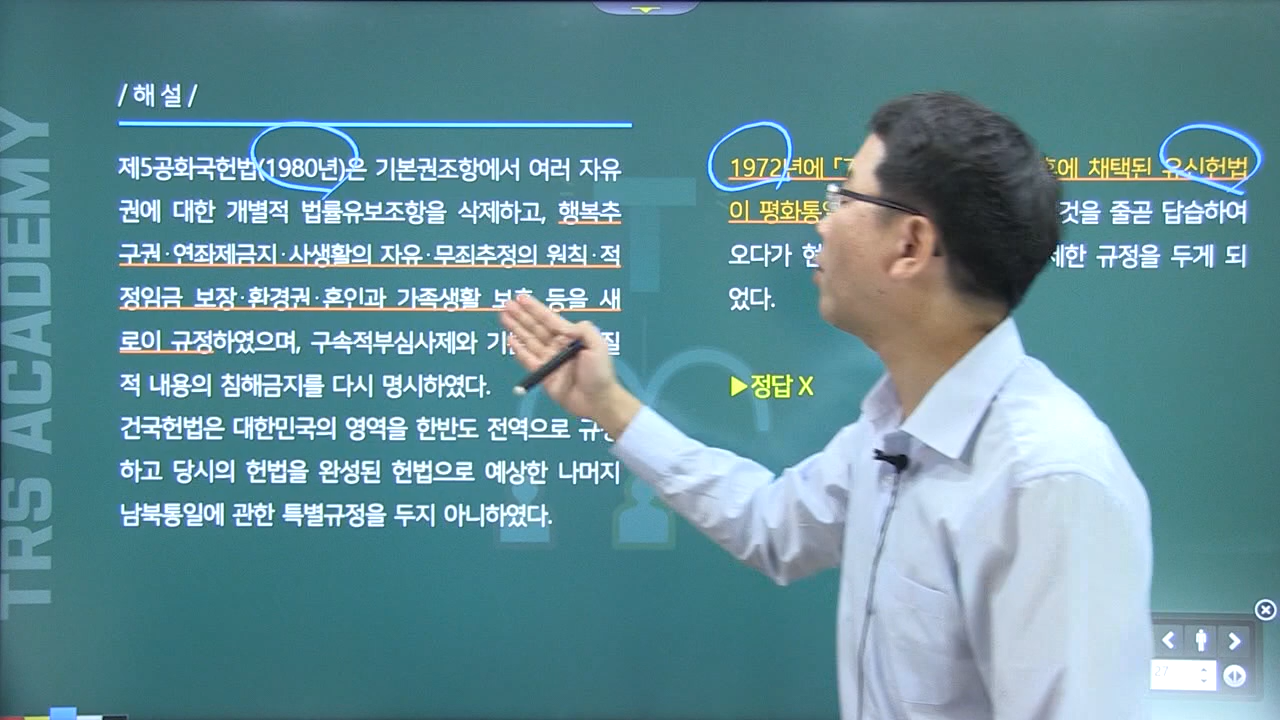 TRS ACADEMY
/ 해 설 /
제5공화국헌법(1980년)은 기본권조항에서 여러 자유
권에 대한 개별적 법률유보조항을 삭제하고, 행복추
구권·연좌제금지·사생활의 자유·무죄추정의 원칙·적
정임금 보장·환경권·혼인과 가족생활 보호 등을 새
로이 규정하였으며, 구속적부심사제와
적 내용의 침해금지를 다시 명시하였다.
건국헌법은 대한민국의 영역을 한반도 전역으로
하고 당시의 헌법을 완성된 헌법으로 예상한 나머지
남북통일에 관한 특별규정을 두지 아니하였다.
1972년에 채택된 유신헌법
이 평화통일 것을 줄곧 답습하여
오다가 규정을 두게 되
었다.
▶정답 X
27